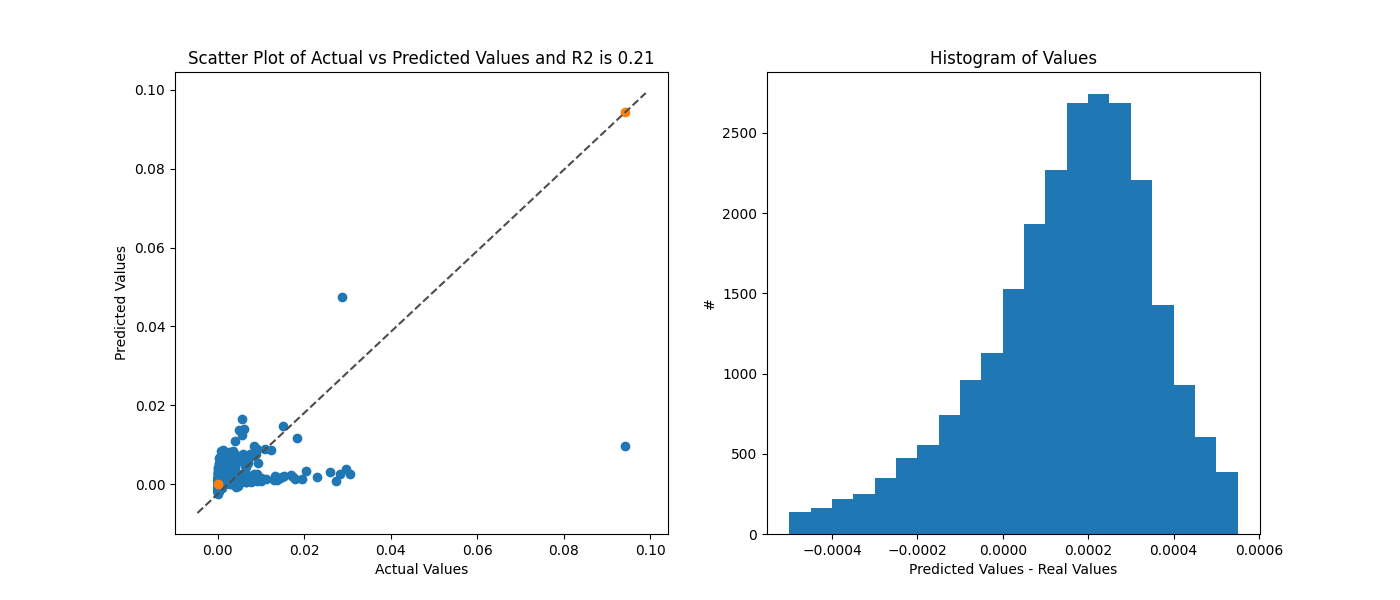 Scatter Plot of Actual vs Predicted Values and R2 is 0.21
0.10
0.08
0.06
0.04
0.02
0.00
Predicted Values
0.00 0.02 0.04 0.06 0.08 0.10
Actual Values
Histogram of Values
2500
2000
1500
1000
500
0
#
−0.0004 −0.0002 0.0000 0.0002 0.0004 0.0006
Predicted Values - Real Values